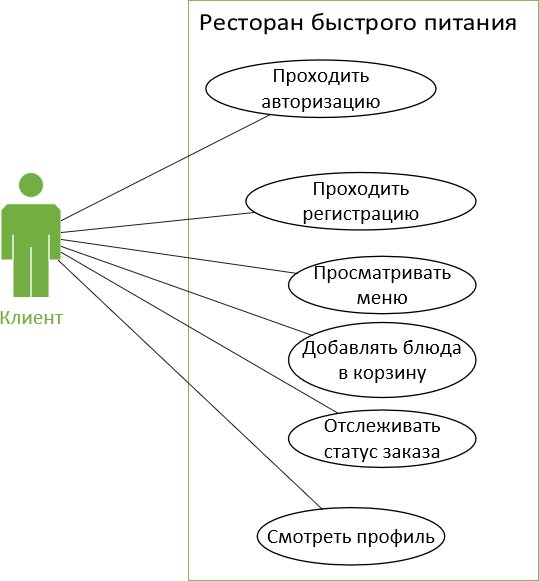 Ресторан быстрого питания
Проходить
авторизацию
Проходить
регистрацию
Просматривать
меню
Клиент
Добавлять блюда
в корзину
Отслеживать
статус заказа
Смотреть профиль